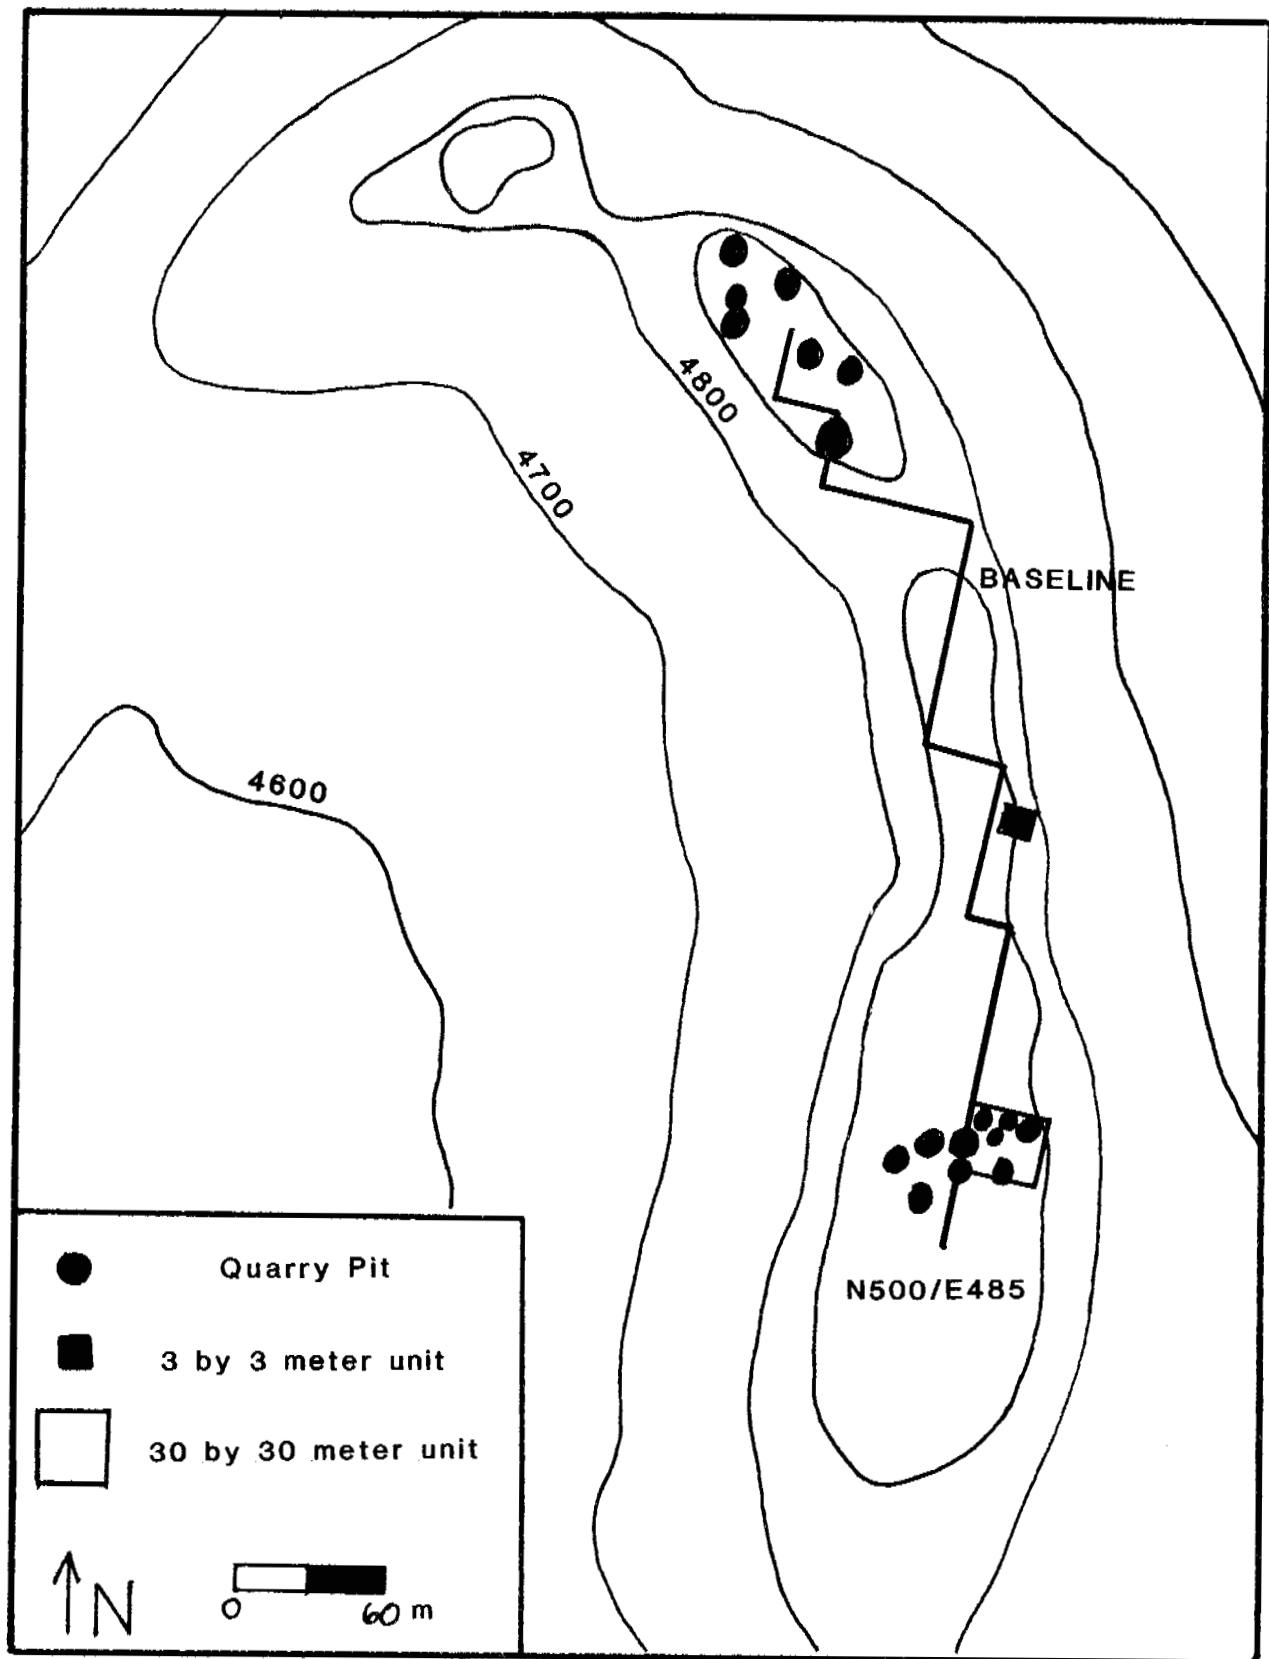 4800
4700
BASELINE
4600
N500/E485
Quarry Pit
3 by 3 meter unit
30 by 30 meter unit
N
0 60 m